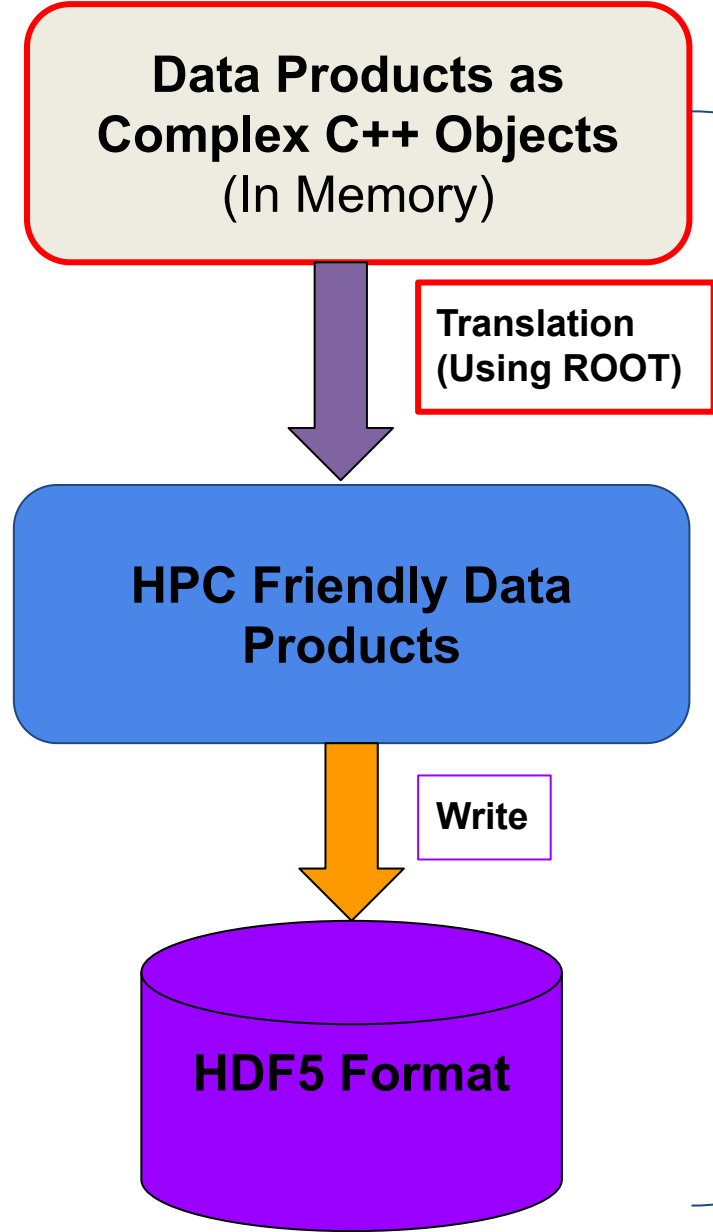 Data Products as
Complex C++ Objects
(In Memory)
Translation
(Using ROOT)
HPC Friendly Data
Products
Write
HDF5 Format